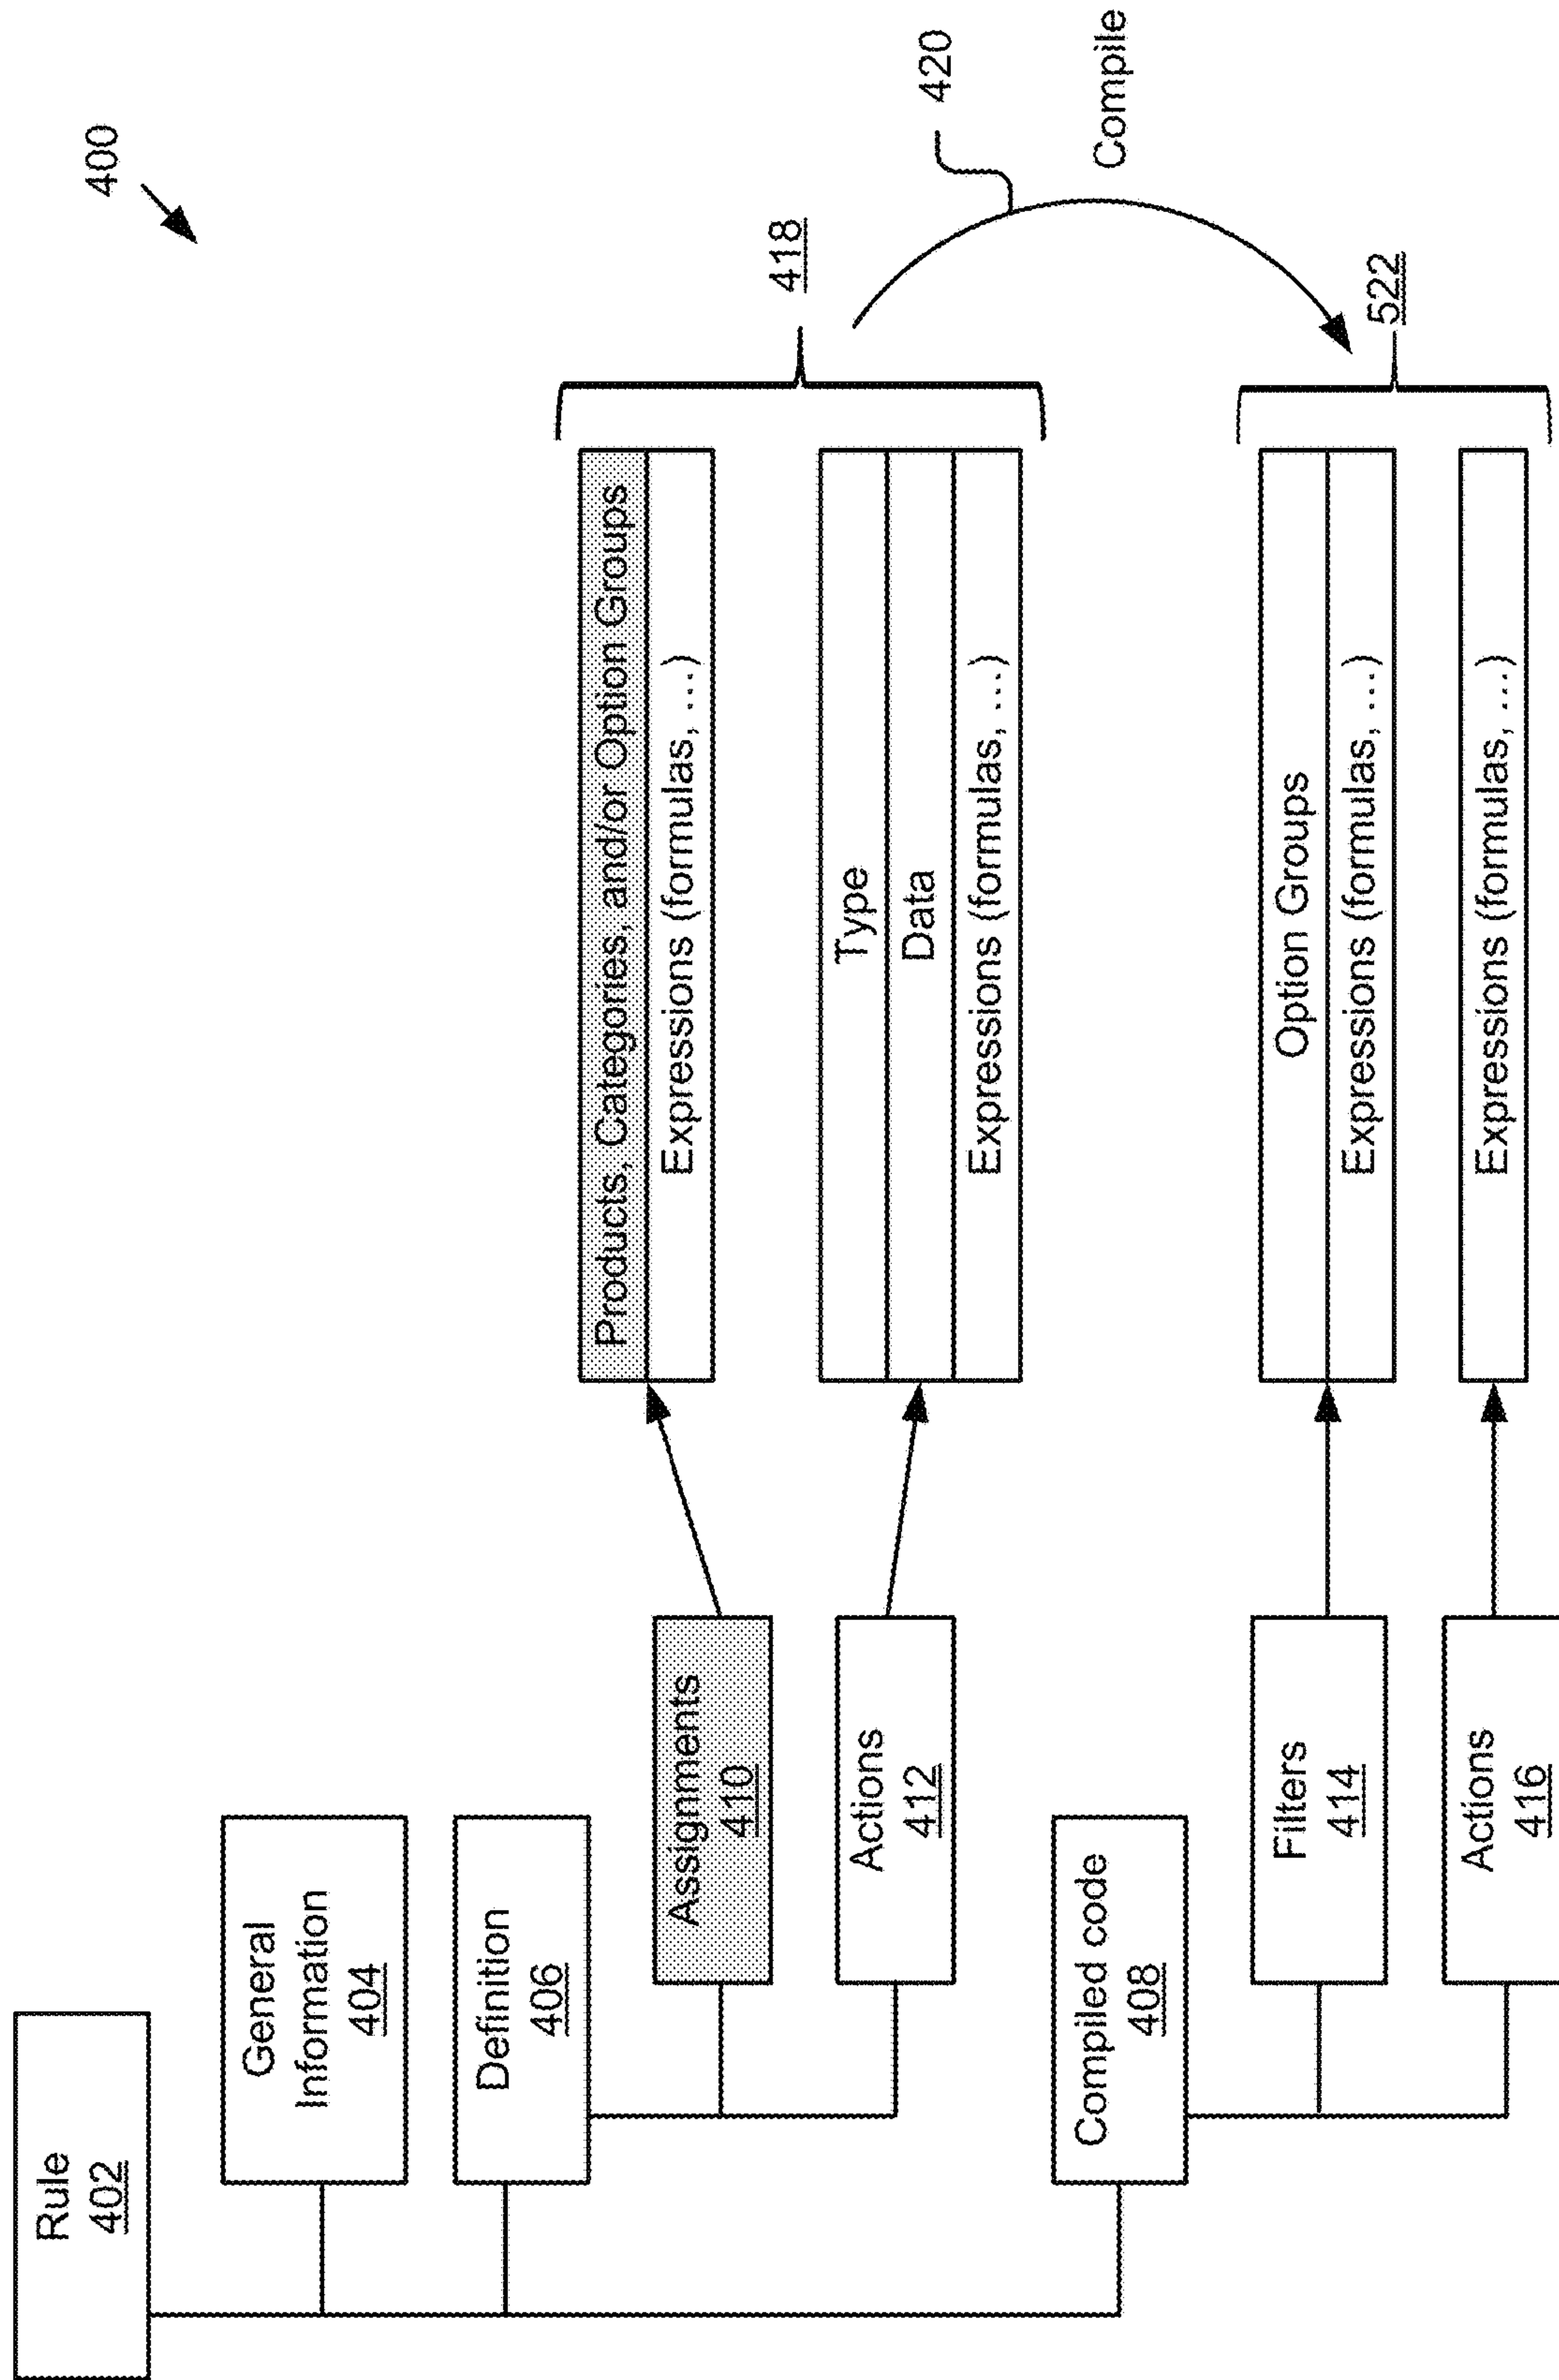 400
Rule
402
General
Information
404
Definition
406
Assignments
410
Products, Categories, and/or Option Groups
Expressions (formulas, ...)
418
Actions
412
Type
Data
Expressions (formulas, ...)
420
Compile
Compiled code
408
Filters
414
Option Groups
Expressions (formulas, ...)
522
Actions
416
Expressions (formulas, ...)